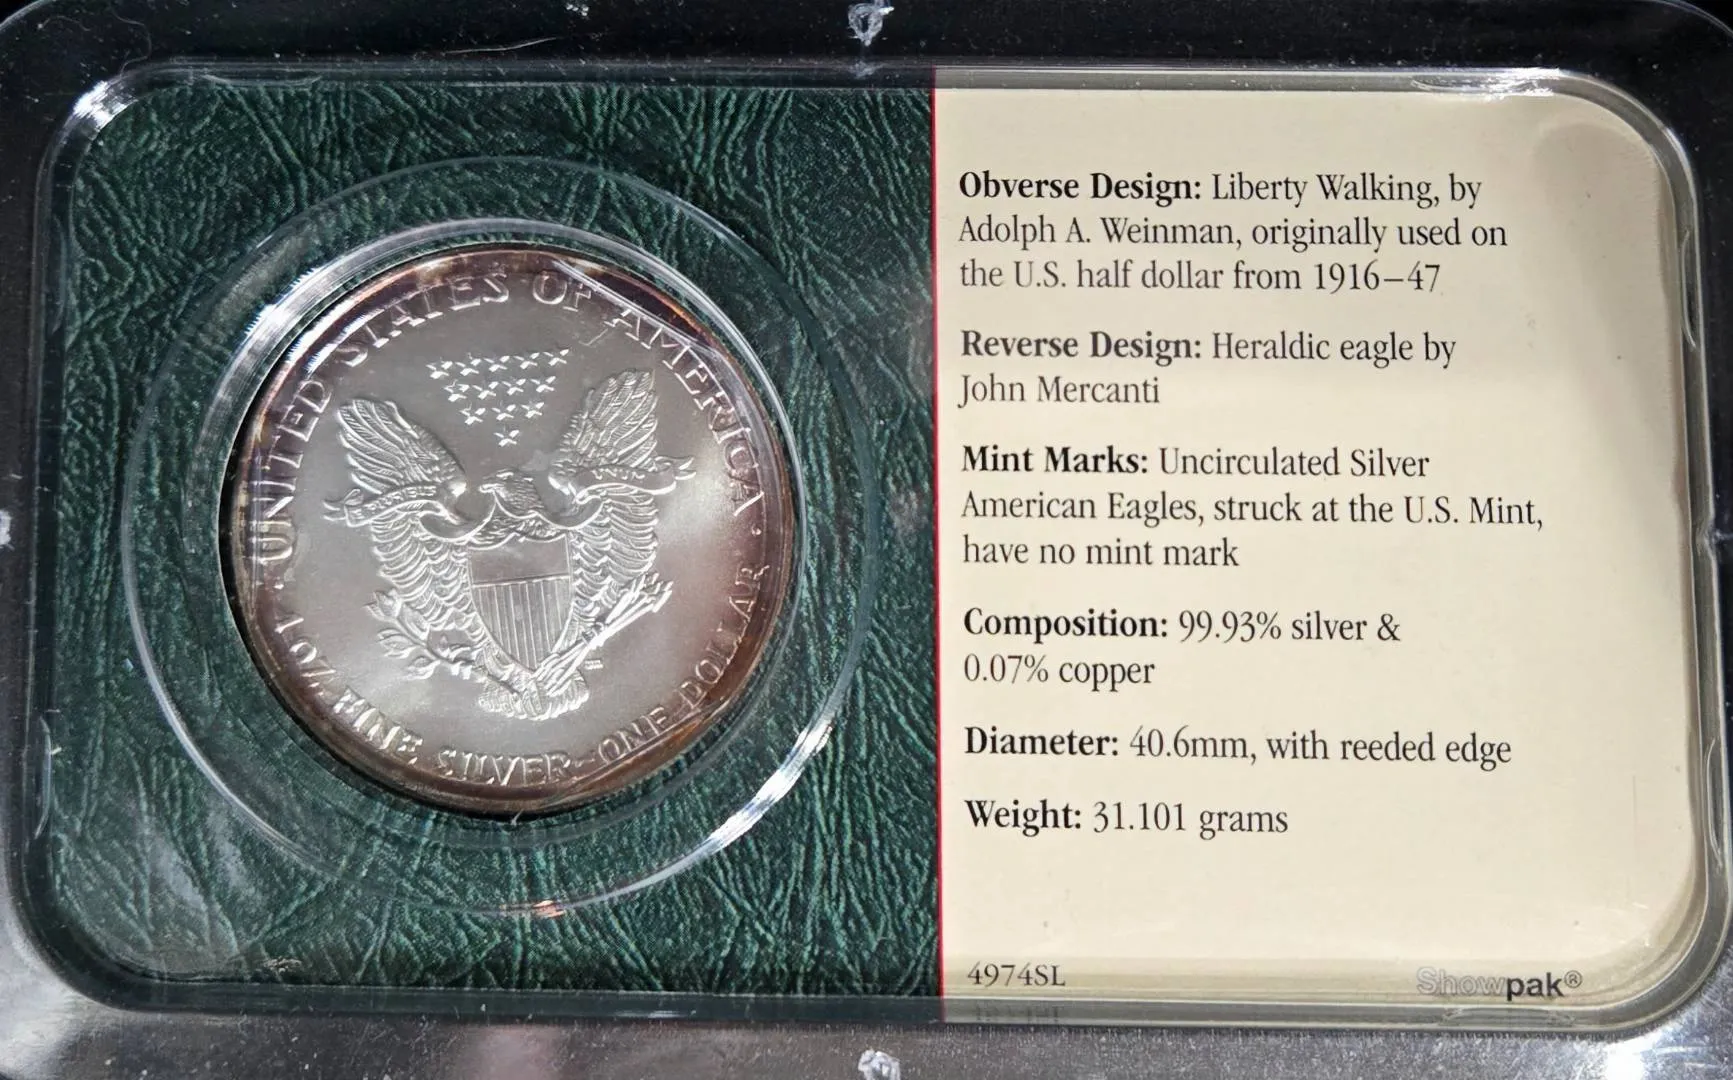 UNITED STATES OF AMERICA
E PLURIBUS UNUM
1 OZ. FINE SILVER~ONE DOLLAR
Obverse Design: Liberty Walking, by
Adolph A. Weinman, originally used on
the U.S. half dollar from 1916–47
Reverse Design: Heraldic eagle by
John Mercanti
Mint Marks: Uncirculated Silver
American Eagles, struck at the U.S. Mint,
have no mint mark
Composition: 99.93% silver &
0.07% copper
Diameter: 40.6mm, with reeded edge
Weight: 31.101 grams
4974SL
Showpak®